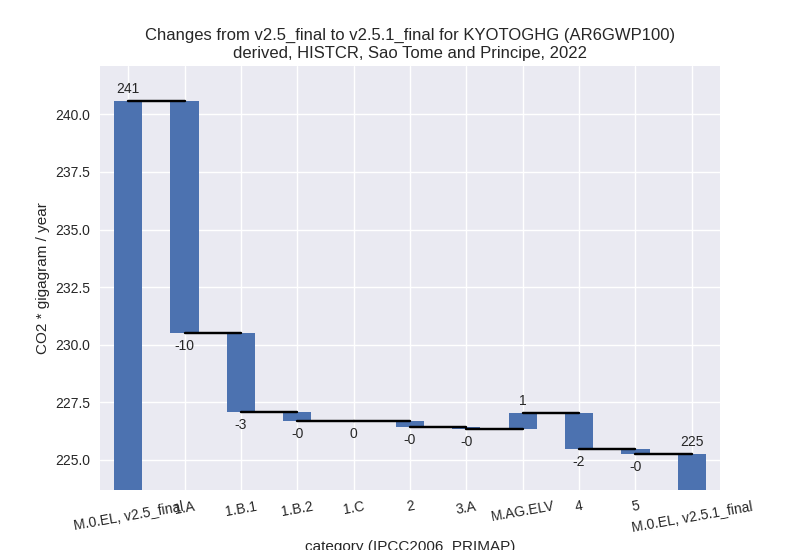 Changes from v2.5_final to v2.5.1_final for KYOTOGHG (AR6GWP100)
derived, HISTCR, Sao Tome and Principe, 2022
241
240.0
237.5
235.0
232.5
230.0
227.5
225.0
CO2 * gigagram / year
-10
-3
-0
0
-0
-0
1
-2
-0
225
M.0.EL, v2.5_final
1.A
1.B.1
1.B.2
1.C
2
3.A
M.AG.ELV
4
5
M.0.EL, v2.5.1_final
category (IPCC2006_PRIMAP)